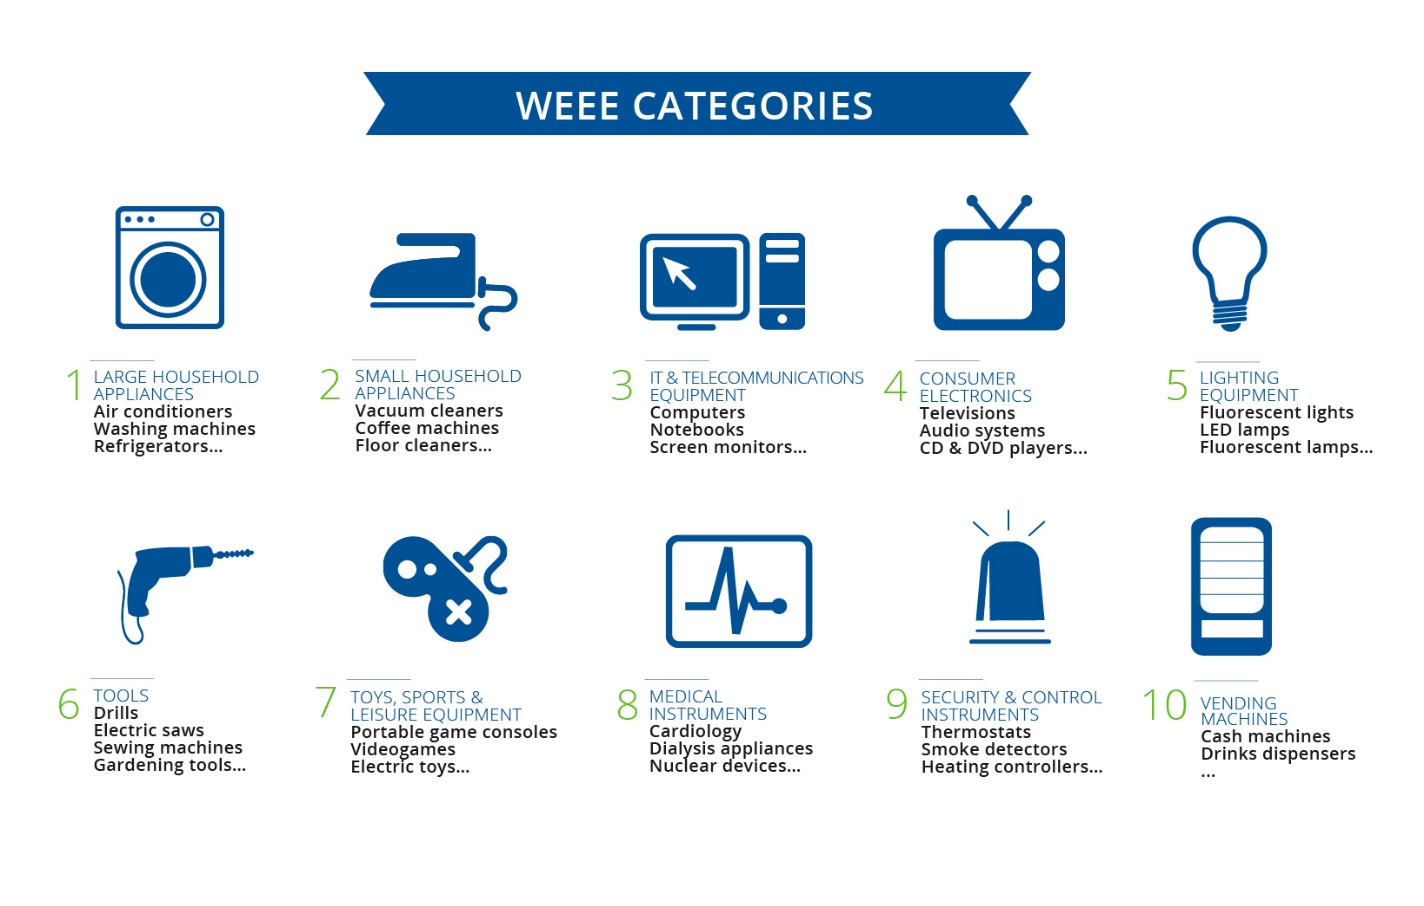 WEEE CATEGORIES
1
LARGE HOUSEHOLD
APPLIANCES
Air conditioners
Washing machines
Refrigerators...
2
SMALL HOUSEHOLD
APPLIANCES
Vacuum cleaners
Coffee machines
Floor cleaners...
3
IT & TELECOMMUNICATIONS
EQUIPMENT
Computers
Notebooks
Screen monitors...
4
CONSUMER
ELECTRONICS
Televisions
Audio systems
CD & DVD players...
5
LIGHTING
EQUIPMENT
Fluorescent lights
LED lamps
Fluorescent lamps...
6
TOOLS
Drills
Electric saws
Sewing machines
Gardening tools...
7
TOYS, SPORTS &
LEISURE EQUIPMENT
Portable game consoles
Videogames
Electric toys...
8
MEDICAL
INSTRUMENTS
Cardiology
Dialysis appliances
Nuclear devices...
9
SECURITY & CONTROL
INSTRUMENTS
Thermostats
Smoke detectors
Heating controllers...
10
VENDING
MACHINES
Cash machines
Drinks dispensers
...